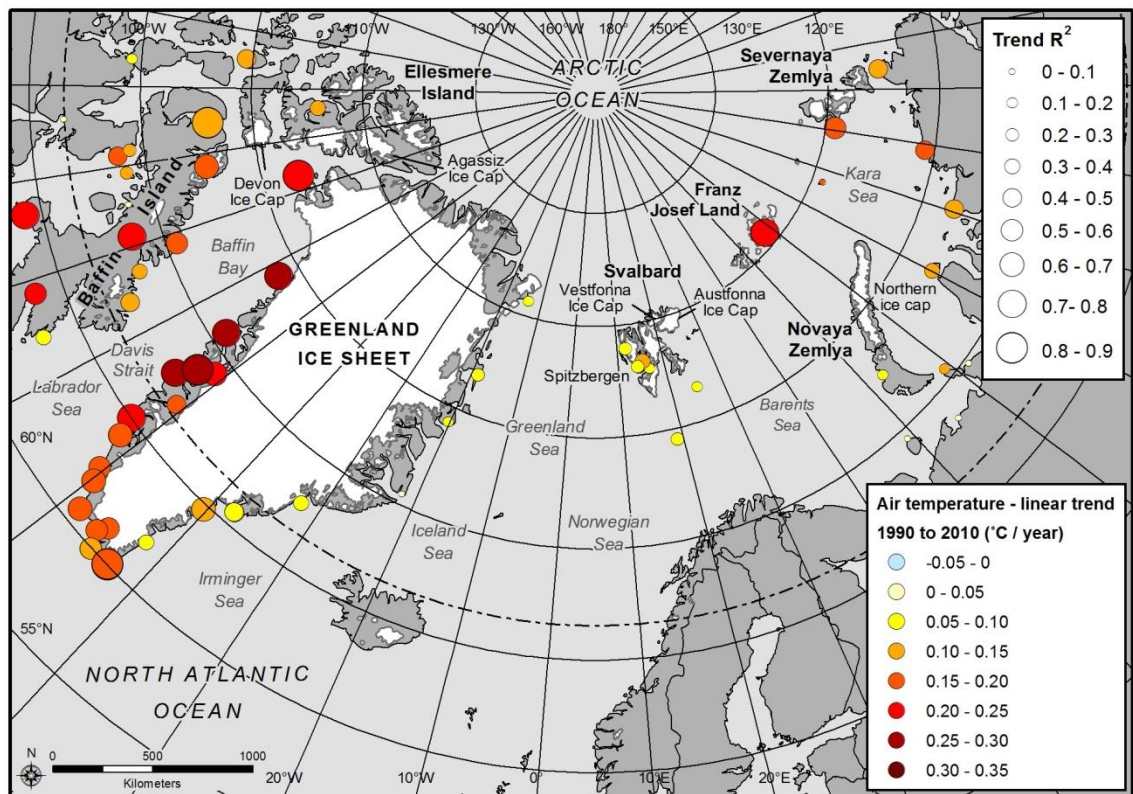 100°W
110°W
130°W
150°W
180°
150°E
130°E
120°E
ARCTIC
OCEAN
Ellesmere
Island
Severnaya
Zemlya
Agassiz
Ice Cap
Devon
Ice Cap
Baffin Island
Baffin
Bay
Kara
Sea
Franz
Josef Land
Svalbard
Vestfonna
Ice Cap
Austfonna
Ice Cap
Northern
ice cap
Novaya
Zemlya
GREENLAND
ICE SHEET
Davis
Strait
Labrador
Sea
Spitzbergen
Barents
Sea
Greenland
Sea
60°N
Iceland
Sea
Norwegian
Sea
Irminger
Sea
55°N
NORTH ATLANTIC
OCEAN
N
0 500 1000
Kilometers
20°W
10°W
0°
10°E
20°E
Trend R²
0 - 0.1
0.1 - 0.2
0.2 - 0.3
0.3 - 0.4
0.4 - 0.5
0.5 - 0.6
0.6 - 0.7
0.7- 0.8
0.8 - 0.9
Air temperature - linear trend
1990 to 2010 (°C / year)
-0.05 - 0
0 - 0.05
0.05 - 0.10
0.10 - 0.15
0.15 - 0.20
0.20 - 0.25
0.25 - 0.30
0.30 - 0.35